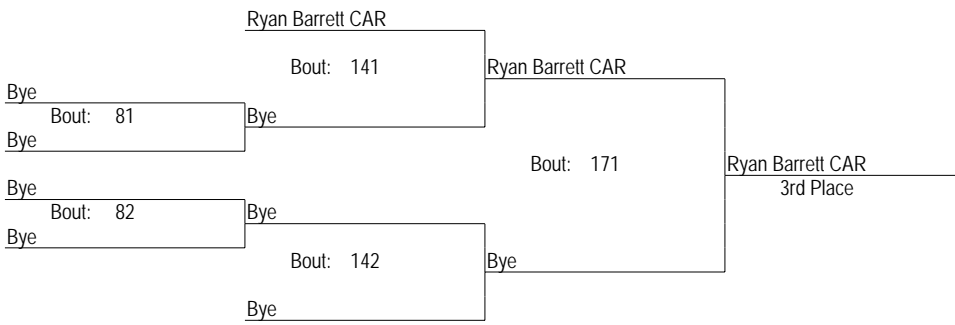 Ryan Barrett CAR
Bout: 141
Ryan Barrett CAR
Bye
Bout: 81
Bye
Bye
Bout: 171
Ryan Barrett CAR
3rd Place
Bye
Bout: 82
Bye
Bye
Bout: 142
Bye
Bye